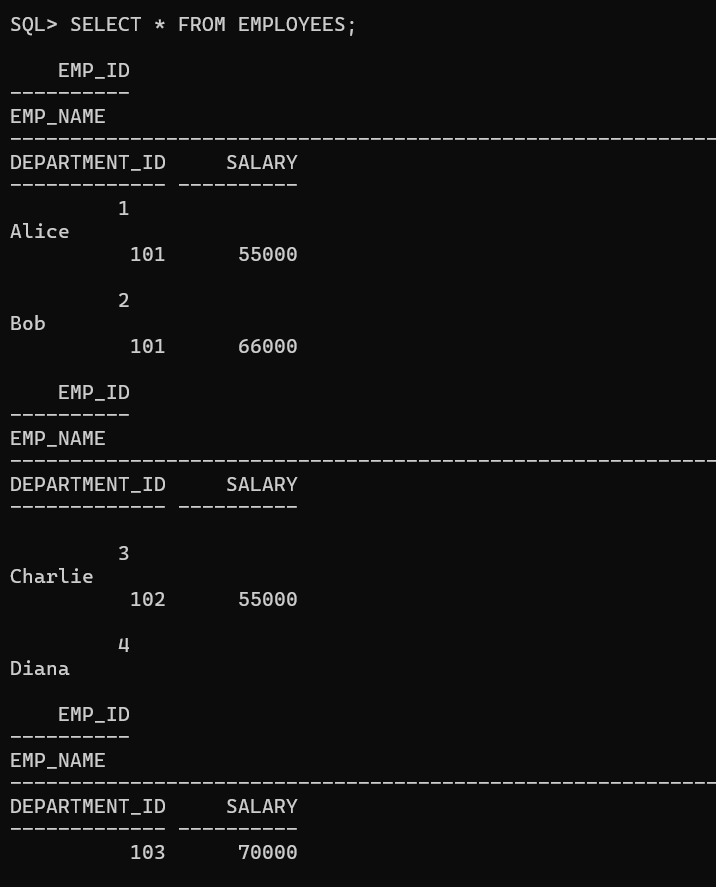 SQL> SELECT * FROM EMPLOYEES;
    EMP_ID
----------
EMP_NAME
-----------------------------------------------------------
DEPARTMENT_ID     SALARY
------------- ----------
         1
Alice
          101      55000
         2
Bob
          101      66000
    EMP_ID
----------
EMP_NAME
-----------------------------------------------------------
DEPARTMENT_ID     SALARY
------------- ----------
         3
Charlie
          102      55000
         4
Diana
    EMP_ID
----------
EMP_NAME
-----------------------------------------------------------
DEPARTMENT_ID     SALARY
------------- ----------
          103      70000